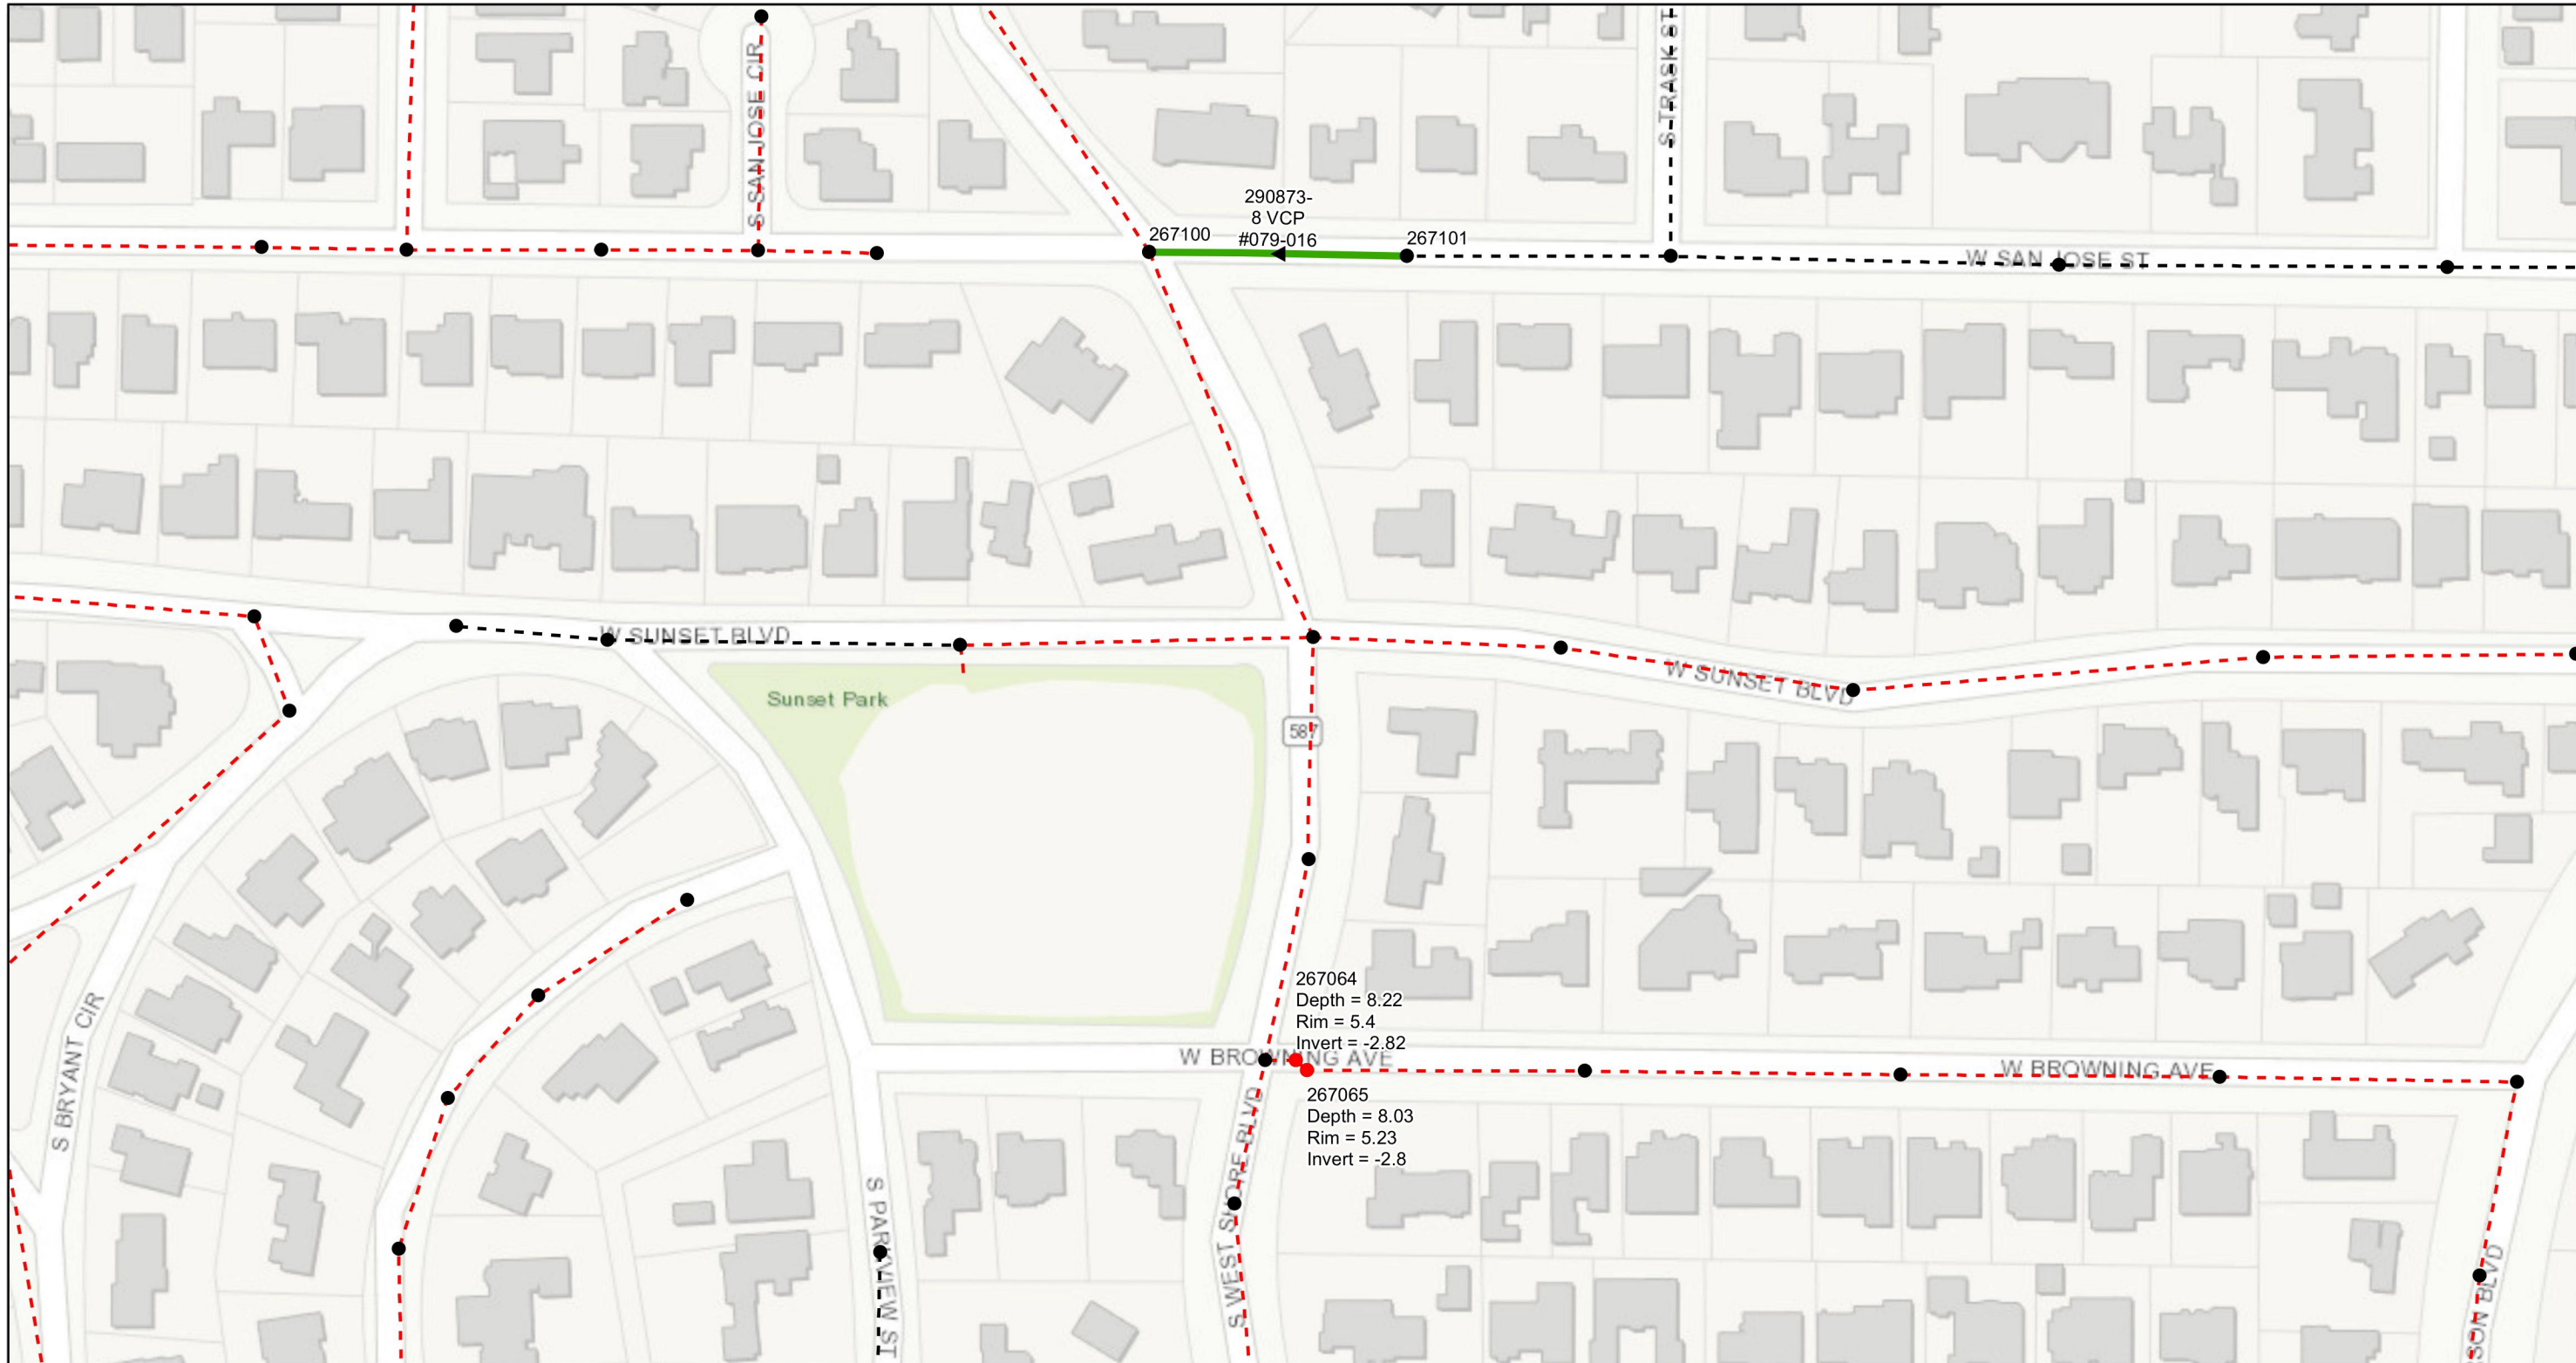 S SAN JOSE CIR
S TRASK ST
290873-
8 VCP
#079-016
267100
267101
W SAN JOSE ST
W SUNSET BLVD
W SUNSET BLVD
Sunset Park
587
267064
Depth = 8.22
Rim = 5.4
Invert = -2.82
W BROWNING AVE
W BROWNING AVE
267065
Depth = 8.03
Rim = 5.23
Invert = -2.8
S BRYANT CIR
S PARKVIEW ST
S WEST SHORE BLVD
SON BLVD